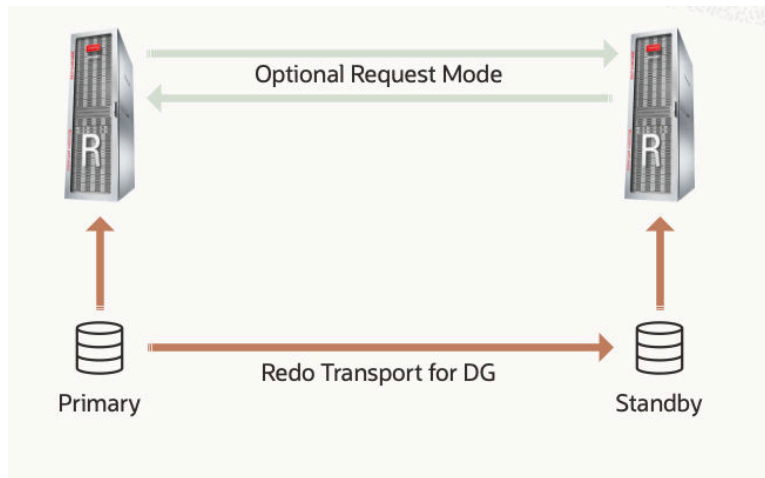 Optional Request Mode
R
R
Redo Transport for DG
Primary
Standby